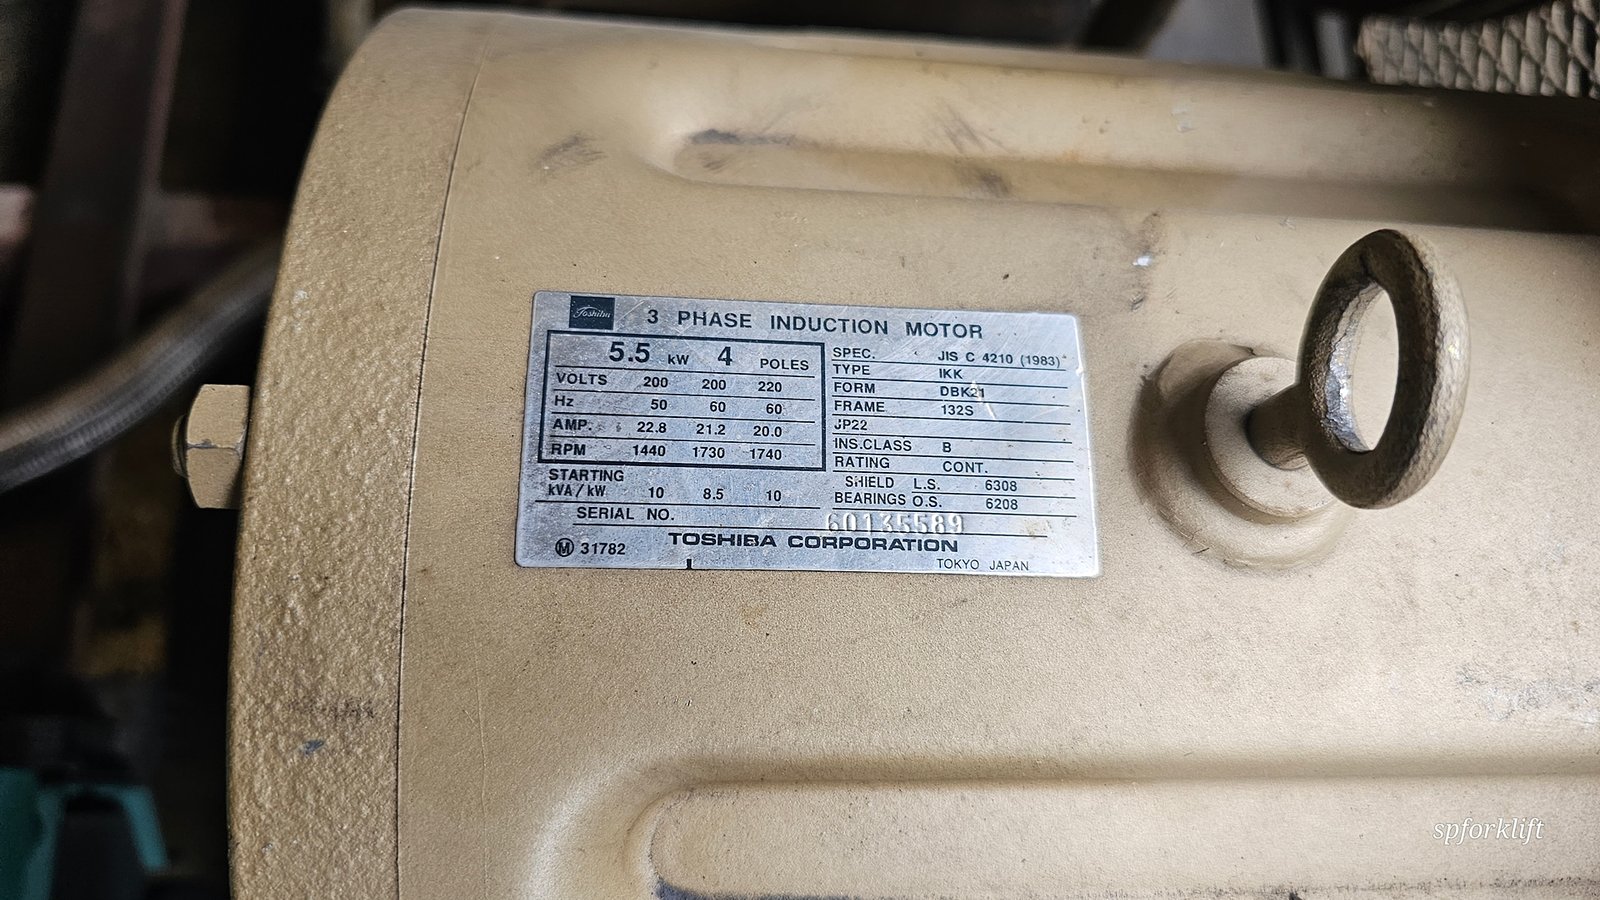 Toshiba
3 PHASE INDUCTION MOTOR
5.5 kW 4 POLES
VOLTS 200 200 220
Hz 50 60 60
AMP. 22.8 21.2 20.0
RPM 1440 1730 1740
STARTING
kVA/kW 10 8.5 10
SPEC. JIS C 4210 (1983)
TYPE IKK
FORM DBK21
FRAME 132S
JP22
INS.CLASS B
RATING CONT.
SHIELD L.S. 6308
BEARINGS O.S. 6208
SERIAL NO. 60135589
M 31782 TOSHIBA CORPORATION
TOKYO JAPAN
spforklift